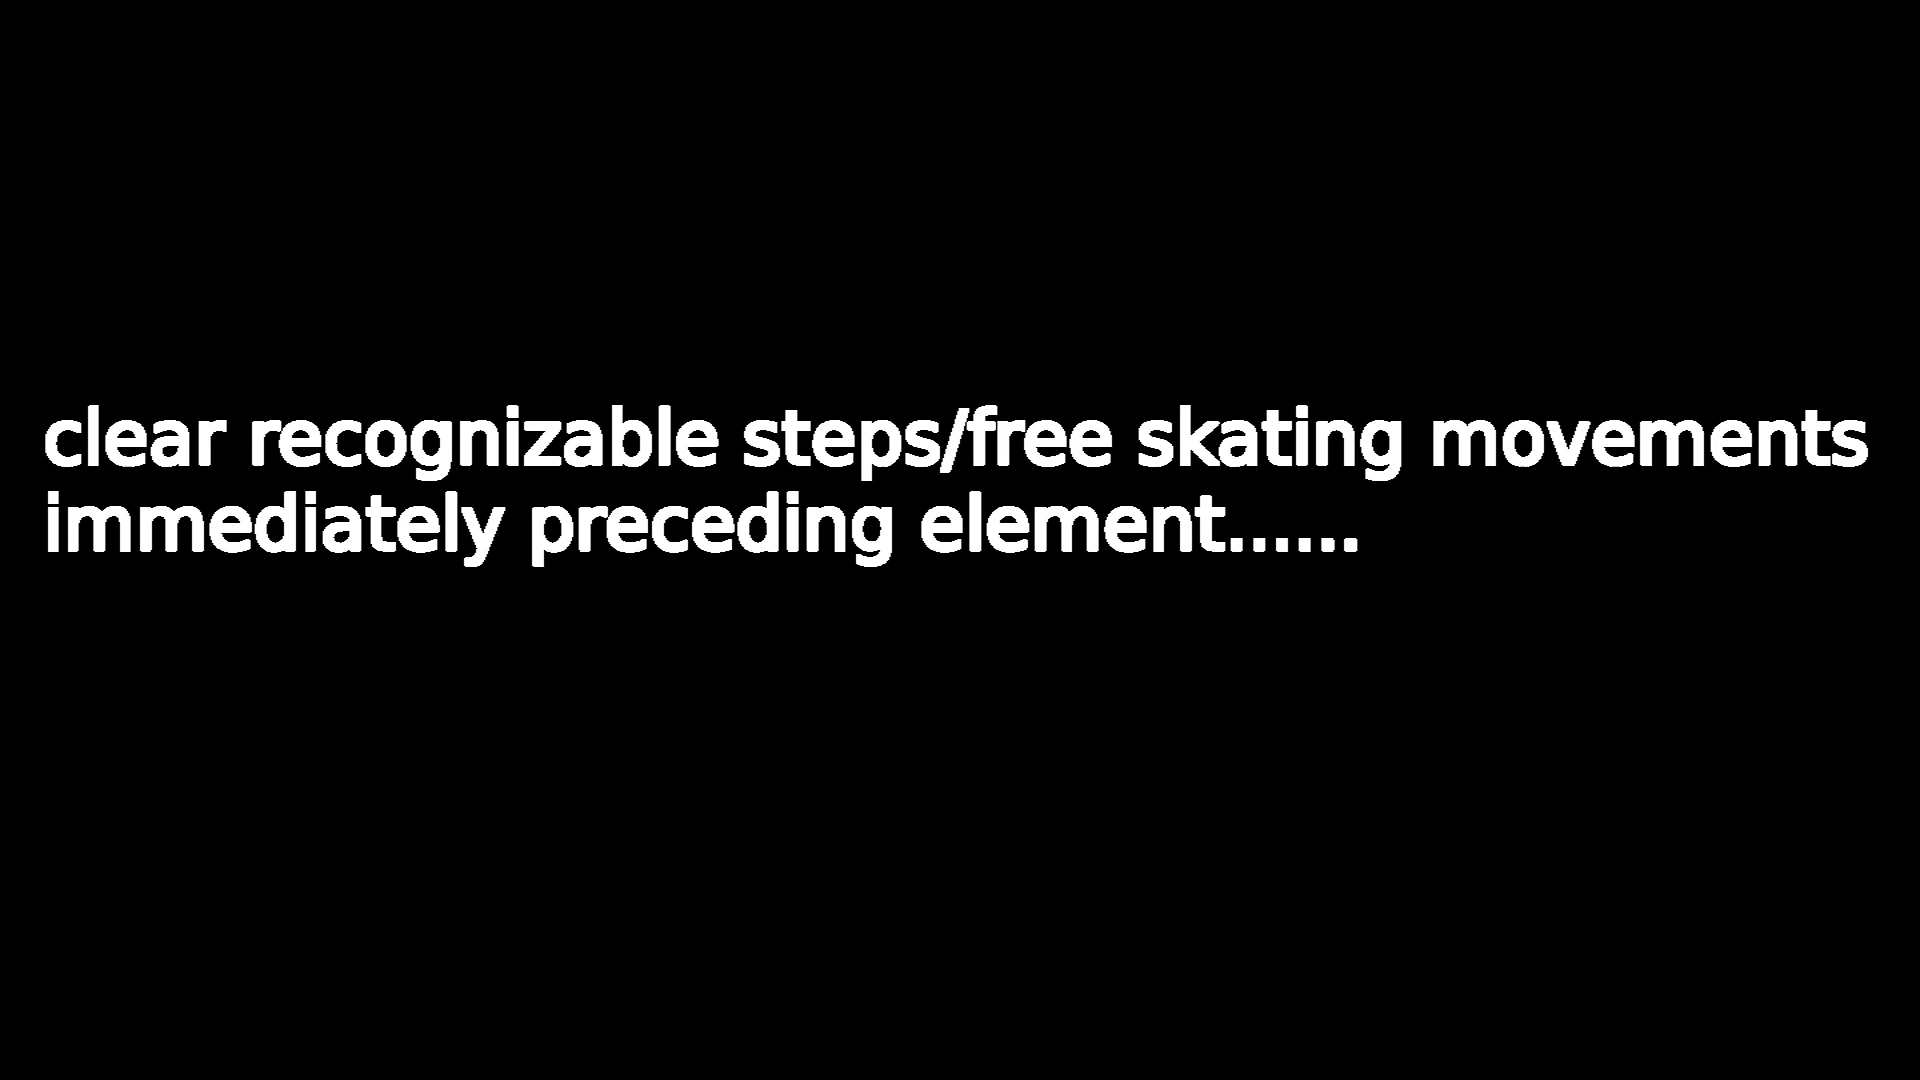 clear recognizable steps/free skating movements
immediately preceding element......